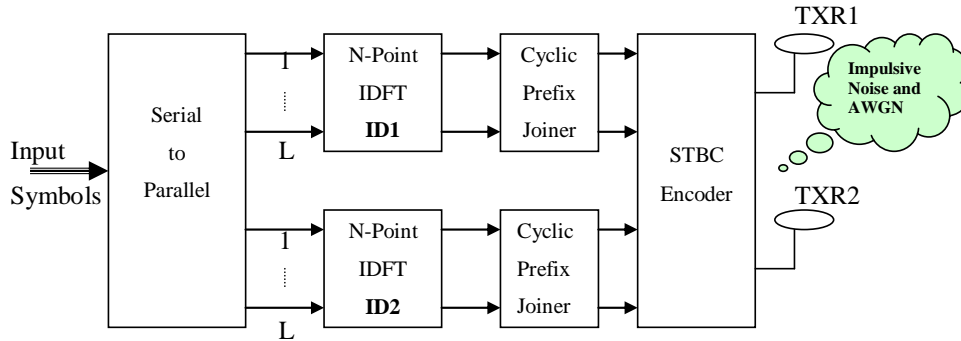 TXR1
Impulsive
Noise and
AWGN
Input
Symbols
Serial
to
Parallel
1
L
N-Point
IDFT
ID1
Cyclic
Prefix
Joiner
STBC
Encoder
TXR2
1
L
N-Point
IDFT
ID2
Cyclic
Prefix
Joiner